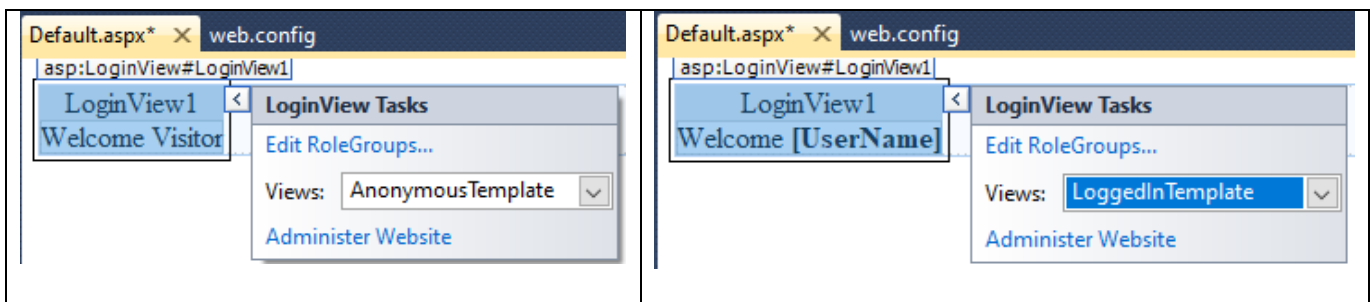 Default.aspx* × web.config
asp:LoginView#LoginView1
LoginView1
Welcome Visitor
< LoginView Tasks
Edit RoleGroups...
Views: AnonymousTemplate
Administer Website
Default.aspx* × web.config
asp:LoginView#LoginView1
LoginView1
Welcome [UserName]
< LoginView Tasks
Edit RoleGroups...
Views: LoggedInTemplate
Administer Website